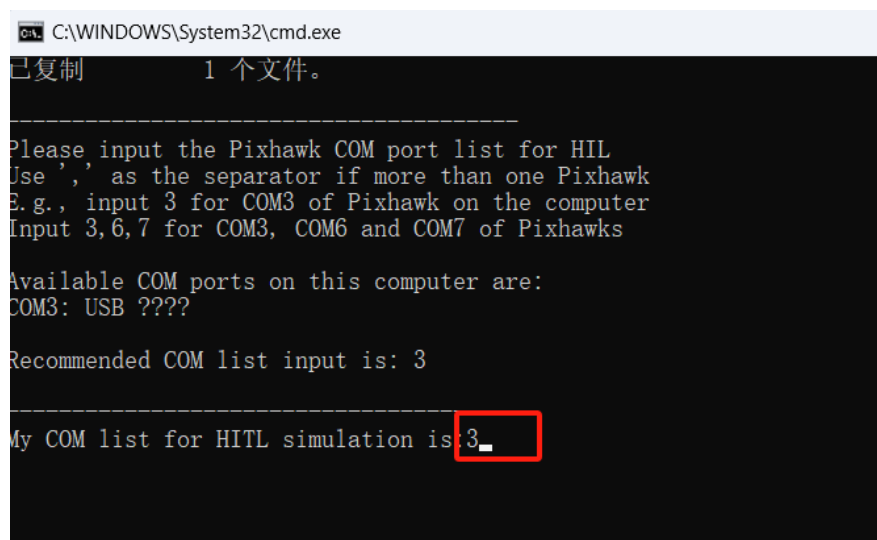 C:\WINDOWS\System32\cmd.exe
已复制         1 个文件。
---------------------------------------
Please input the Pixhawk COM port list for HIL
Use ',' as the separator if more than one Pixhawk
E.g., input 3 for COM3 of Pixhawk on the computer
Input 3,6,7 for COM3, COM6 and COM7 of Pixhawks
Available COM ports on this computer are:
COM3: USB ????
Recommended COM list input is: 3
-----------------------------------
My COM list for HITL simulation is:3